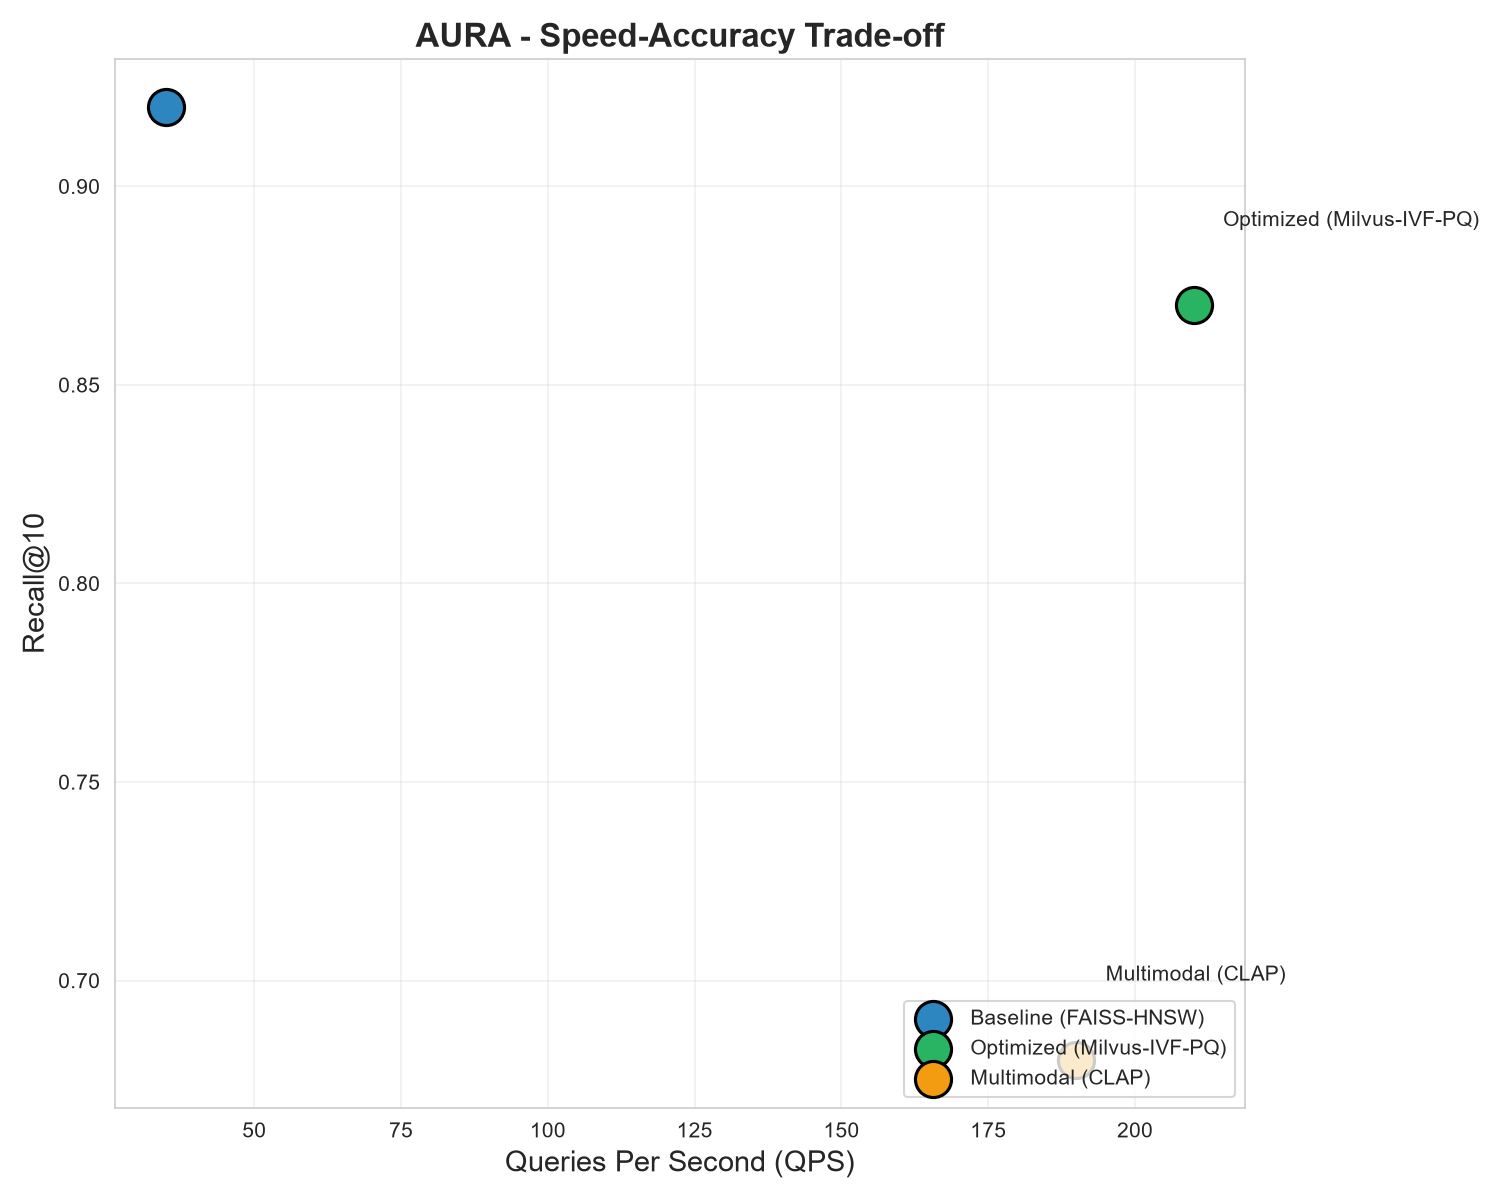 AURA - Speed-Accuracy Trade-off
0.90
Optimized (Milvus-IVF-PQ)
0.85
Recall@10
0.80
0.75
0.70
Multimodal (CLAP)
Baseline (FAISS-HNSW)
Optimized (Milvus-IVF-PQ)
Multimodal (CLAP)
50 75 100 125 150 175 200
Queries Per Second (QPS)